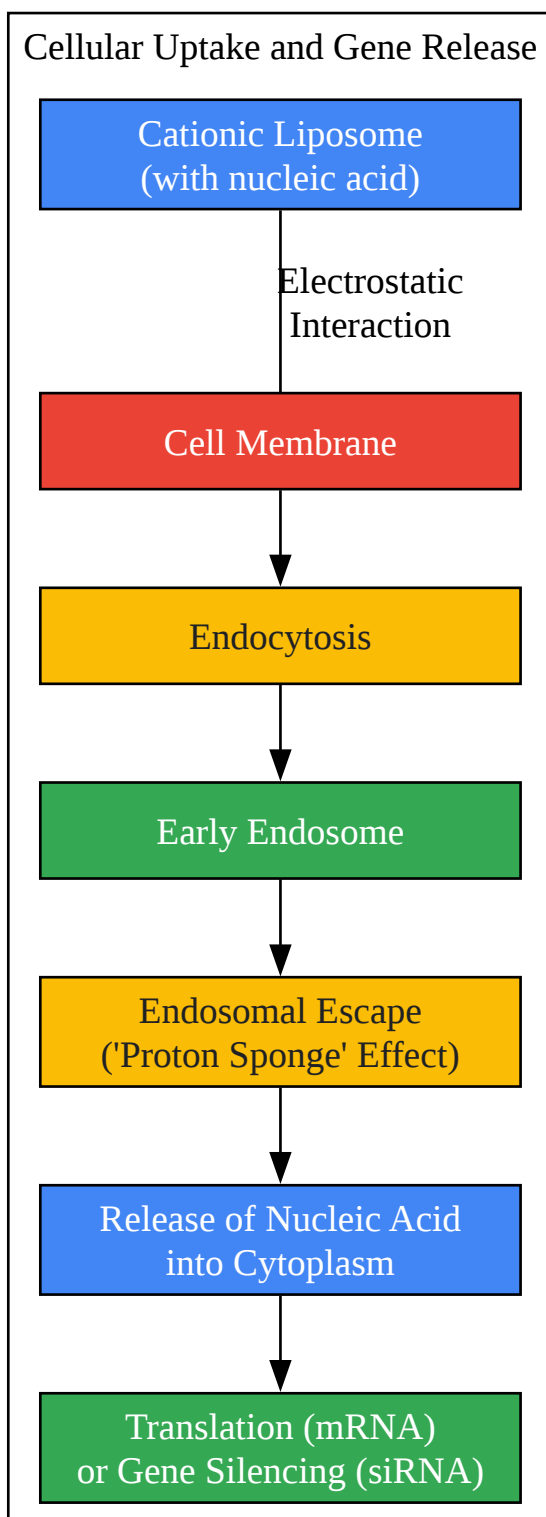 Cellular Uptake and Gene Release
Cationic Liposome
(with nucleic acid)
Electrostatic
Interaction
Cell Membrane
Endocytosis
Early Endosome
Endosomal Escape
('Proton Sponge' Effect)
Release of Nucleic Acid
into Cytoplasm
Translation (mRNA)
or Gene Silencing (siRNA)